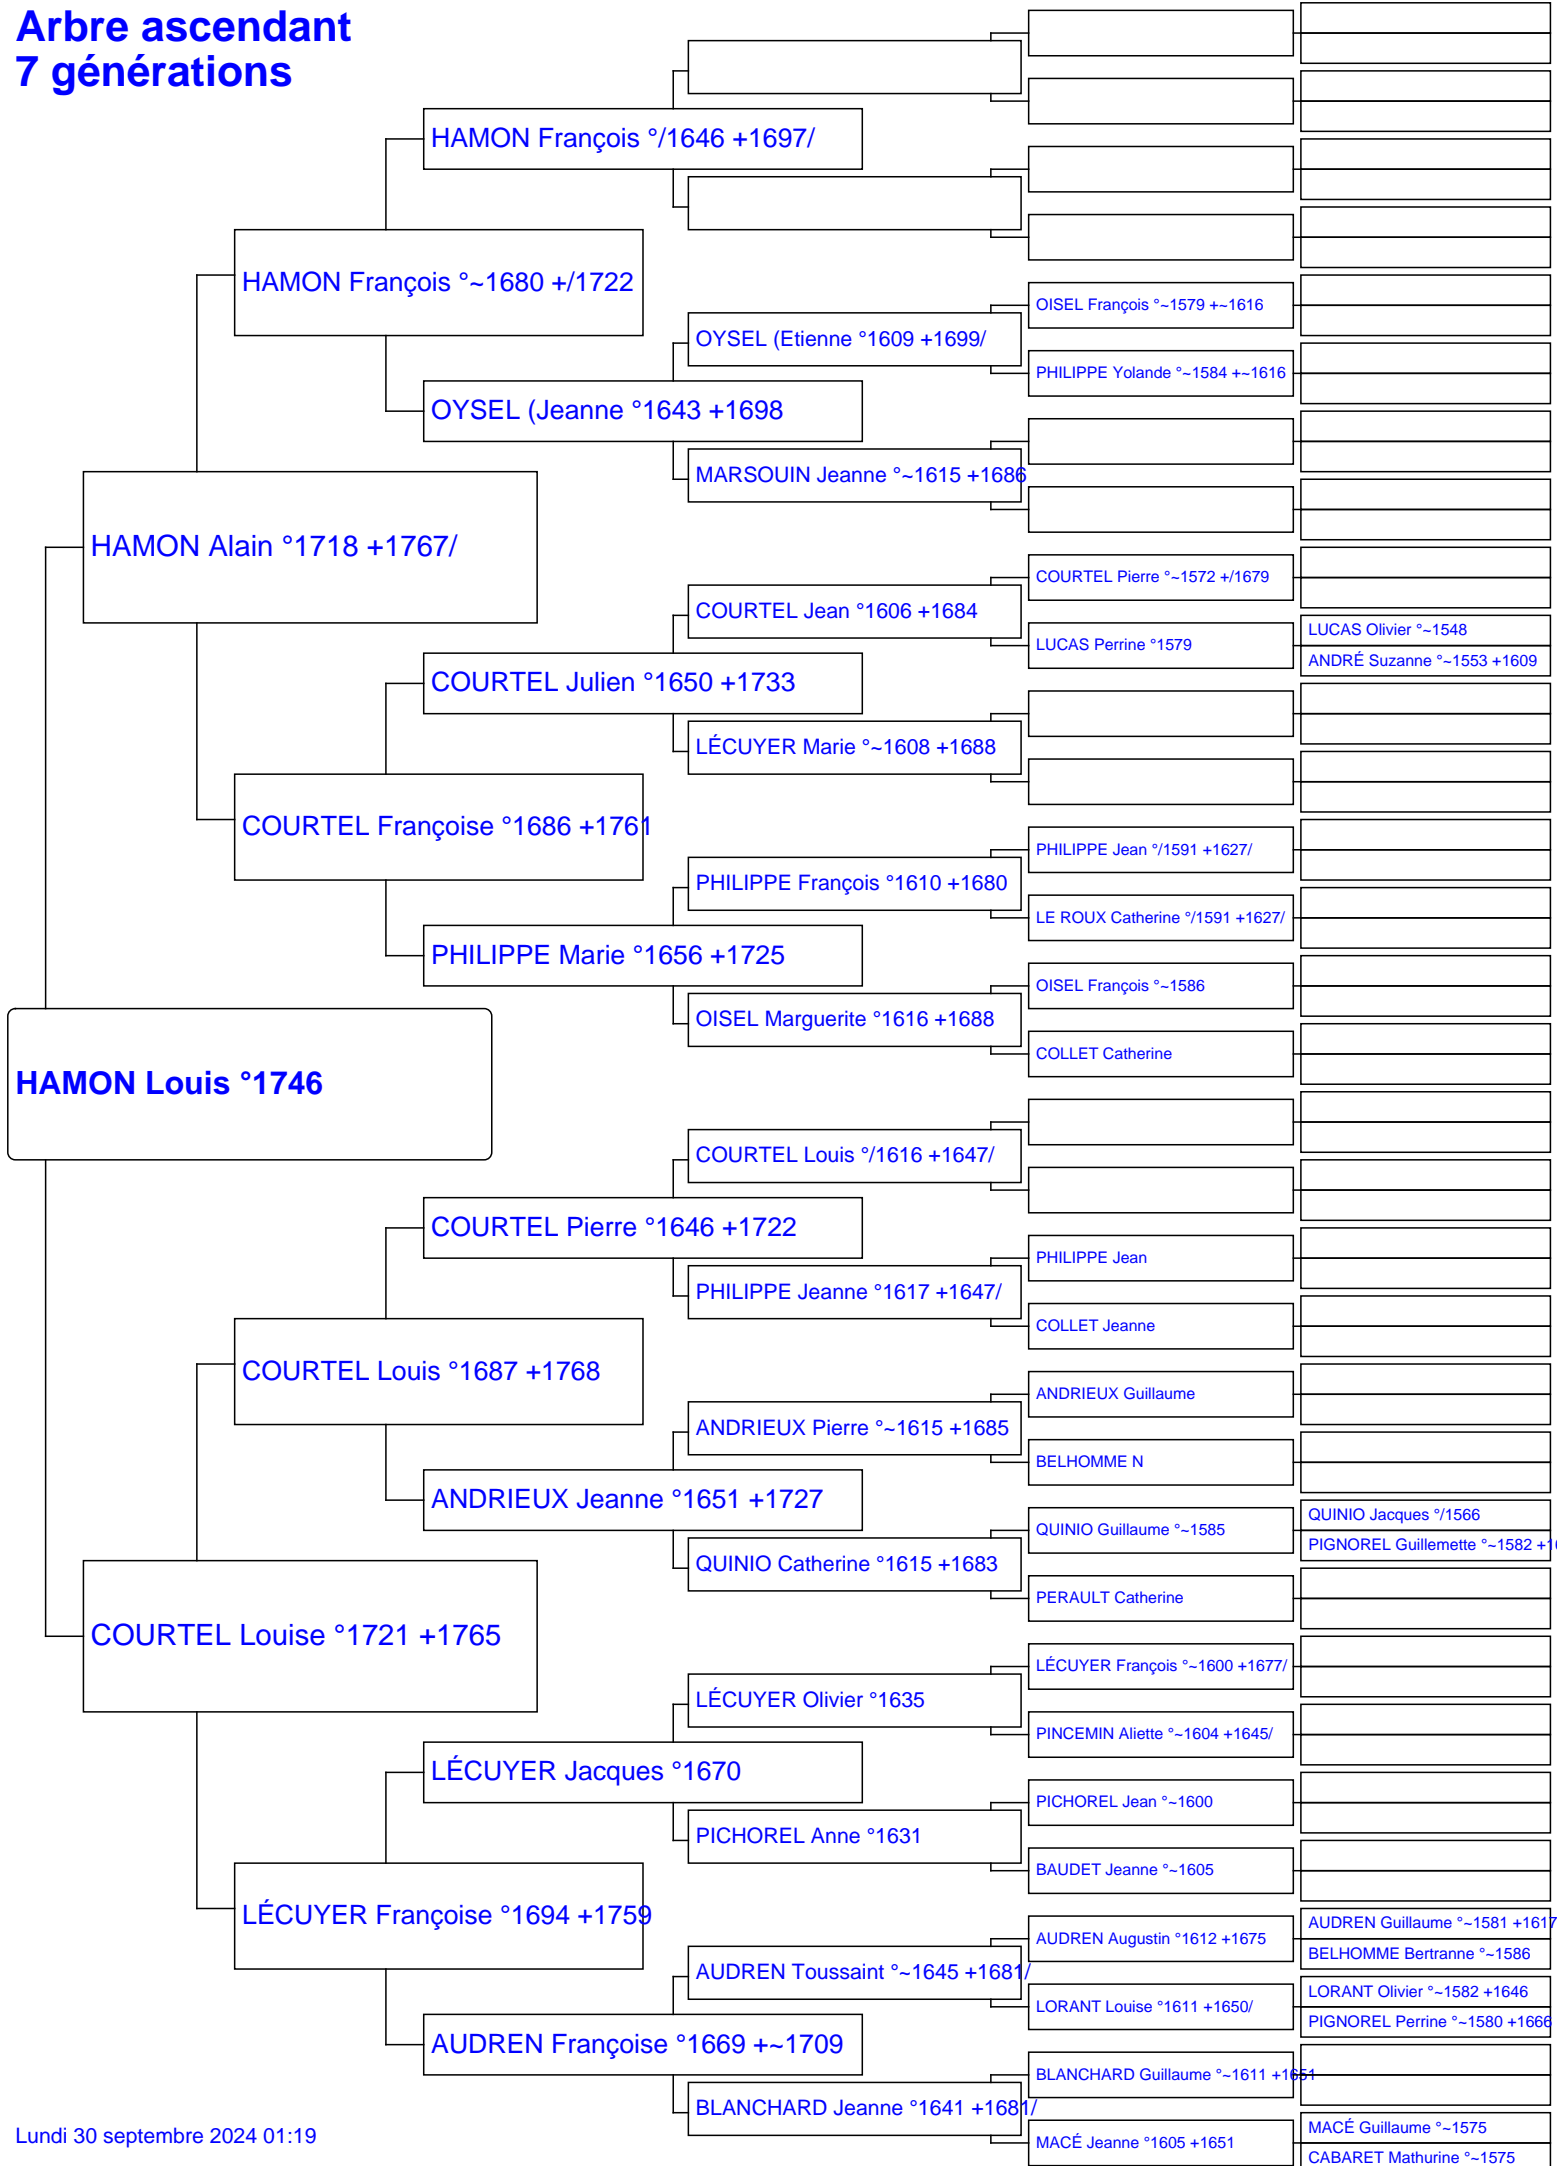 Arbre ascendant
7 générations
HAMON François °/1646 +1697/
HAMON François °~1680 +/1722
OISEL François °~1579 +~1616
OYSEL (Etienne °1609 +1699/
PHILIPPE Yolande °~1584 +~1616
OYSEL (Jeanne °1643 +1698
MARSOUIN Jeanne °~1615 +1686
HAMON Alain °1718 +1767/
COURTEL Pierre °~1572 +/1679
COURTEL Jean °1606 +1684
LUCAS Olivier °~1548
LUCAS Perrine °1579
ANDRÉ Suzanne °~1553 +1609
COURTEL Julien °1650 +1733
LÉCUYER Marie °~1608 +1688
COURTEL Françoise °1686 +1761
PHILIPPE Jean °/1591 +1627/
PHILIPPE François °1610 +1680
LE ROUX Catherine °/1591 +1627/
PHILIPPE Marie °1656 +1725
OISEL François °~1586
OISEL Marguerite °1616 +1688
COLLET Catherine
HAMON Louis °1746
COURTEL Louis °/1616 +1647/
COURTEL Pierre °1646 +1722
PHILIPPE Jean
PHILIPPE Jeanne °1617 +1647/
COLLET Jeanne
COURTEL Louis °1687 +1768
ANDRIEUX Guillaume
ANDRIEUX Pierre °~1615 +1685
BELHOMME N
ANDRIEUX Jeanne °1651 +1727
QUINIO Jacques °/1566
QUINIO Guillaume °~1585
PIGNOREL Guillemette °~1582
QUINIO Catherine °1615 +1683
PERAULT Catherine
COURTEL Louise °1721 +1765
LÉCUYER François °~1600 +1677/
LÉCUYER Olivier °1635
PINCEMIN Aliette °~1604 +1645/
LÉCUYER Jacques °1670
PICHOREL Jean °~1600
PICHOREL Anne °1631
BAUDET Jeanne °~1605
LÉCUYER Françoise °1694 +1759
AUDREN Guillaume °~1581 +1617
AUDREN Augustin °1612 +1675
BELHOMME Bertranne °~1586
AUDREN Toussaint °~1645 +1681/
LORANT Olivier °~1582 +1646
LORANT Louise °1611 +1650/
PIGNOREL Perrine °~1580 +1666
AUDREN Françoise °1669 +~1709
BLANCHARD Guillaume °~1611 +1651
BLANCHARD Jeanne °1641 +1681/
MACÉ Guillaume °~1575
MACÉ Jeanne °1605 +1651
CABARET Mathurine °~1575
Lundi 30 septembre 2024 01:19